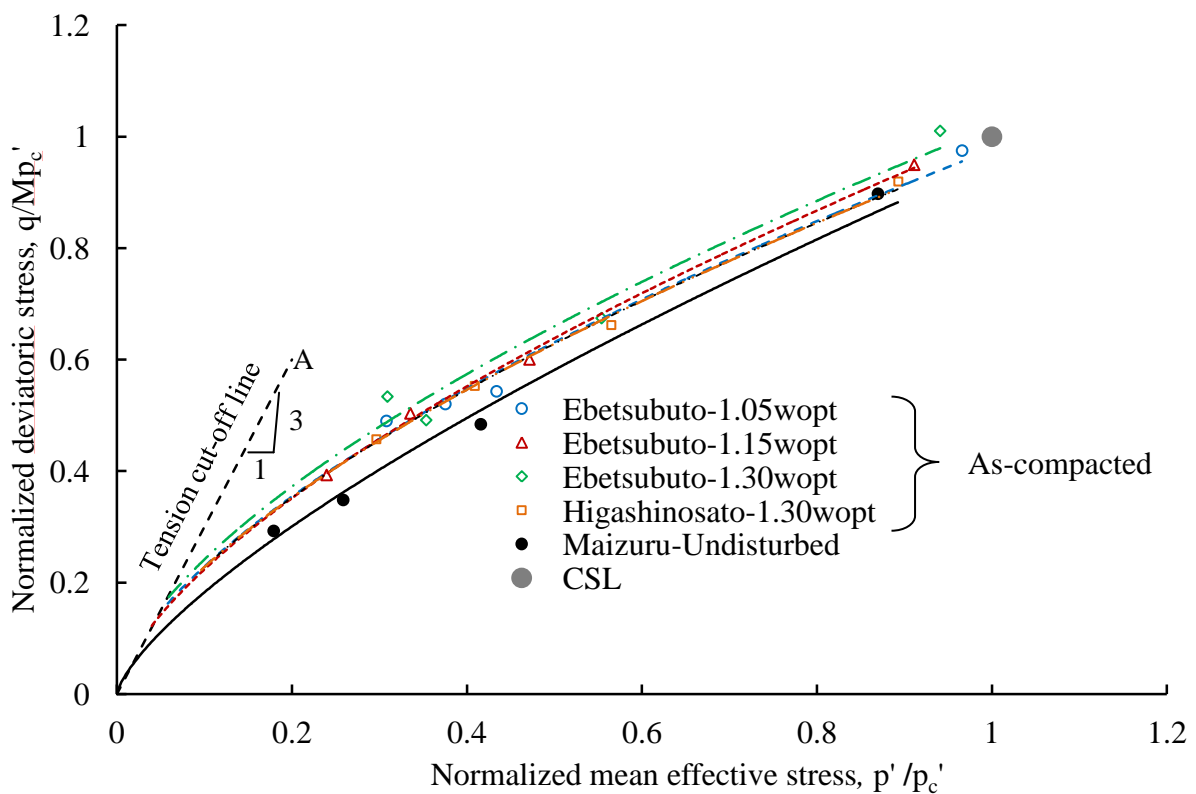 1.2
1
0.8
0.6
0.4
0.2
0
Normalized deviatoric stress, q/Mpc'
Tension cut-off line
A
3
1
Ebetsubuto-1.05wopt
Ebetsubuto-1.15wopt
Ebetsubuto-1.30wopt
Higashinosato-1.30wopt
Maizuru-Undisturbed
CSL
As-compacted
0
0.2
0.4
0.6
0.8
1
1.2
Normalized mean effective stress, p' /pc'